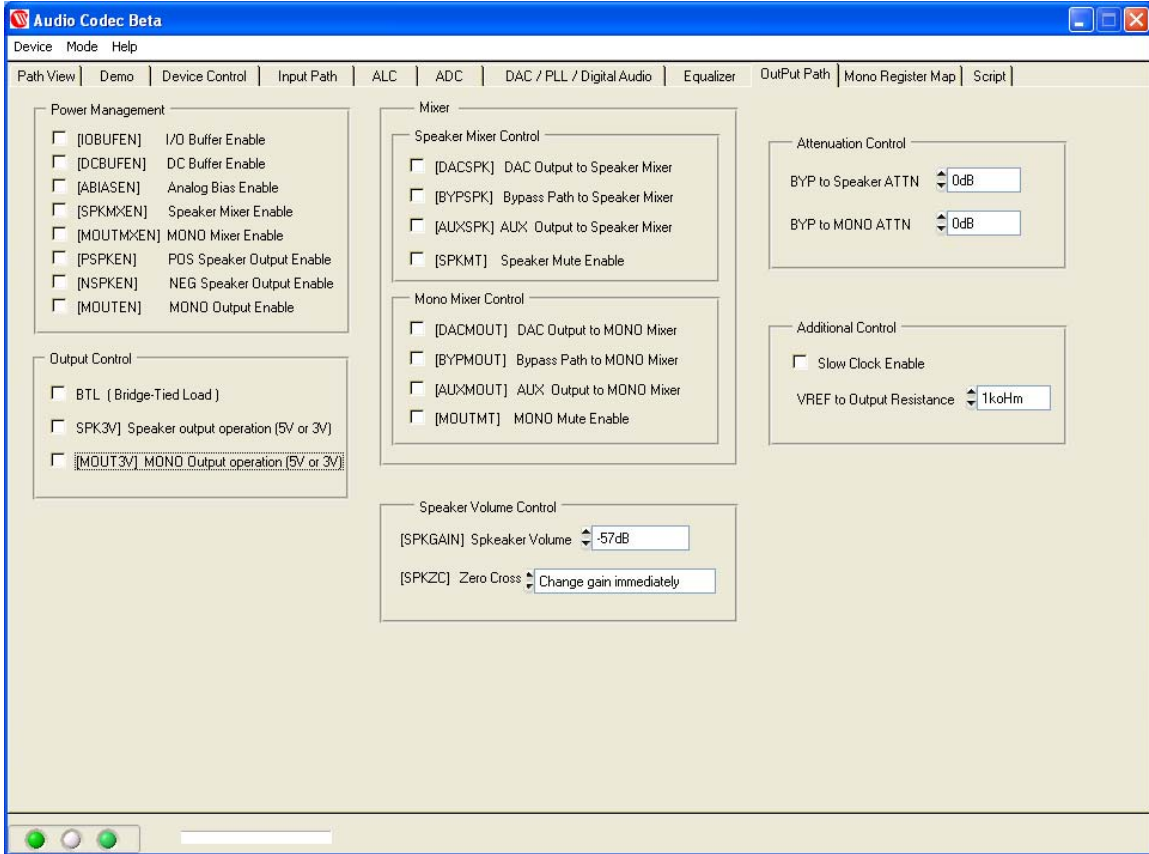 Audio Codec Beta
Device Mode Help
Path View Demo Device Control Input Path ALC ADC DAC / PLL / Digital Audio Equalizer OutPut Path Mono Register Map Script
Power Management
[IOBUFEN] I/O Buffer Enable
[DCBUFEN] DC Buffer Enable
[ABIASEN] Analog Bias Enable
[SPKMXEN] Speaker Mixer Enable
[MOUTMXEN] MONO Mixer Enable
[PSPKEN] POS Speaker Output Enable
[NSPKEN] NEG Speaker Output Enable
[MOUTEN] MONO Output Enable
Output Control
BTL ( Bridge-Tied Load )
SPK3V] Speaker output operation (5V or 3V)
[MOUT3V] MONO Output operation (5V or 3V)
Mixer
Speaker Mixer Control
[DACSPK] DAC Output to Speaker Mixer
[BYPSPK] Bypass Path to Speaker Mixer
[AUXSPK] AUX Output to Speaker Mixer
[SPKMT] Speaker Mute Enable
Mono Mixer Control
[DACMOUT] DAC Output to MONO Mixer
[BYPMOUT] Bypass Path to MONO Mixer
[AUXMOUT] AUX Output to MONO Mixer
[MOUTMT] MONO Mute Enable
Speaker Volume Control
[SPKGAIN] Spkeaker Volume -57dB
[SPKZC] Zero Cross Change gain immediately
Attenuation Control
BYP to Speaker ATTN 0dB
BYP to MONO ATTN 0dB
Additional Control
Slow Clock Enable
VREF to Output Resistance 1koHm